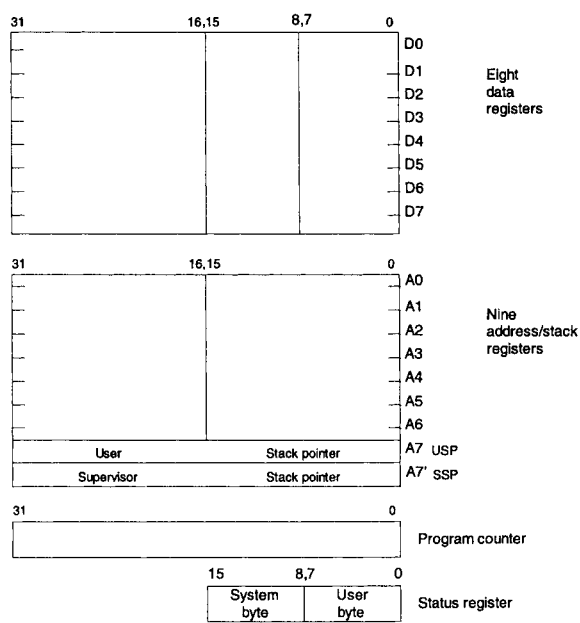 31 16,15 8,7 0
D0
D1
D2
D3
D4
D5
D6
D7
Eight
data
registers
31 16,15 0
A0
A1
A2
A3
A4
A5
A6
Nine
address/stack
registers
User Stack pointer A7 USP
Supervisor Stack pointer A7' SSP
31 0
Program counter
15 8,7 0
System
byte
User
byte
Status register